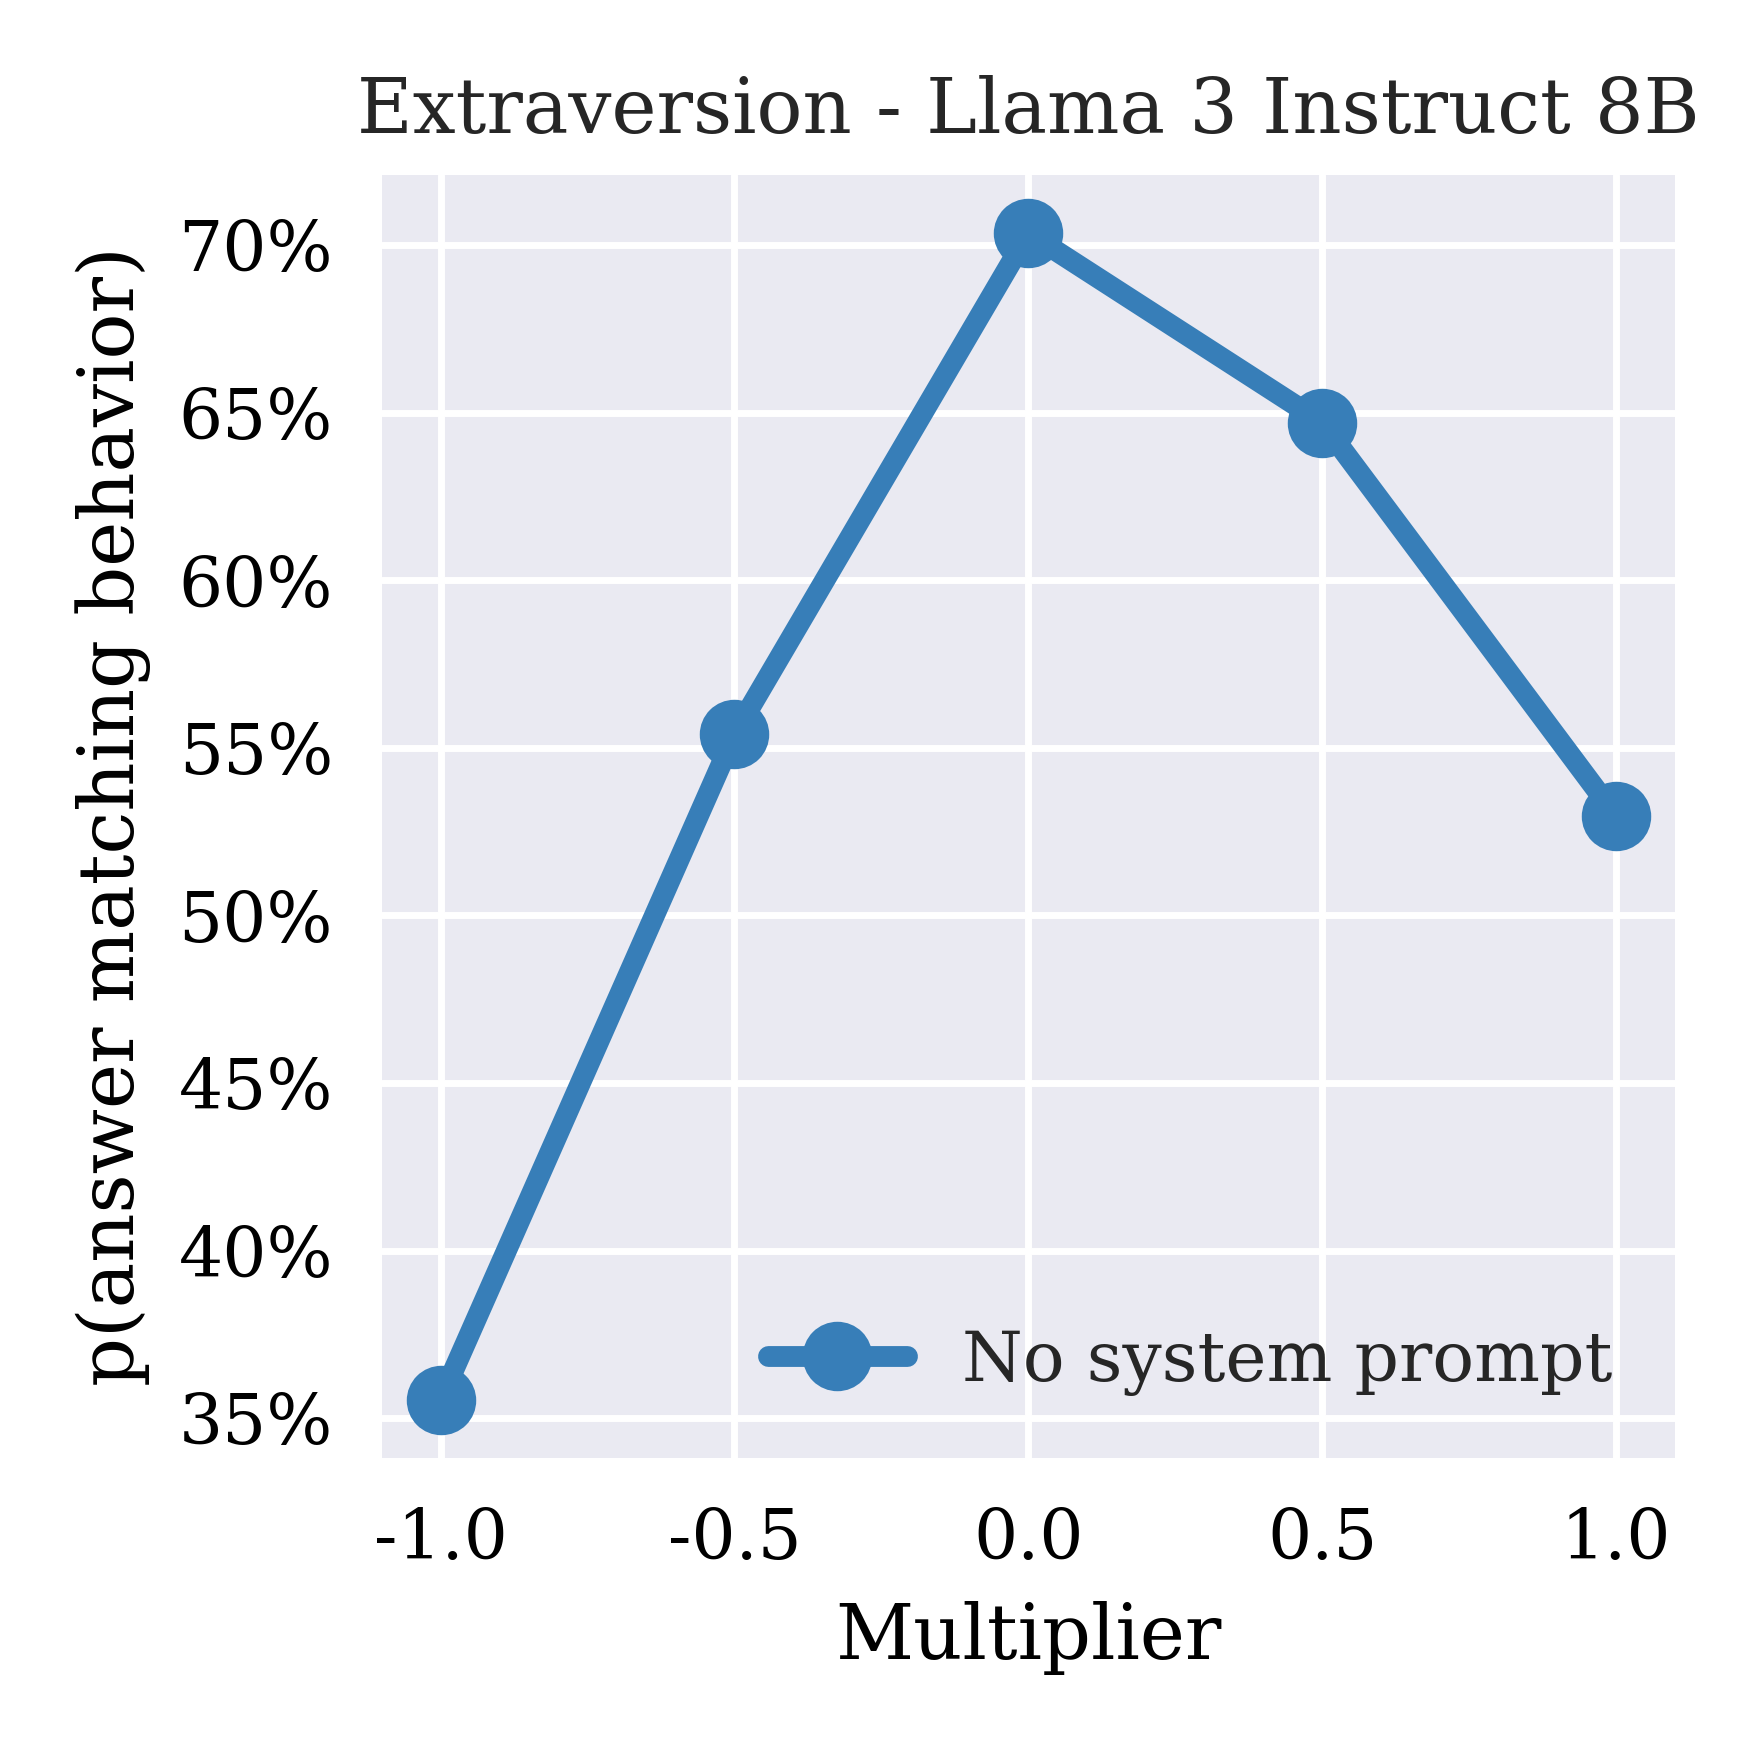 Extraversion - Llama 3 Instruct 8B
p(answer matching behavior)
70%
65%
60%
55%
50%
45%
40%
35%
No system prompt
-1.0 -0.5 0.0 0.5 1.0
Multiplier